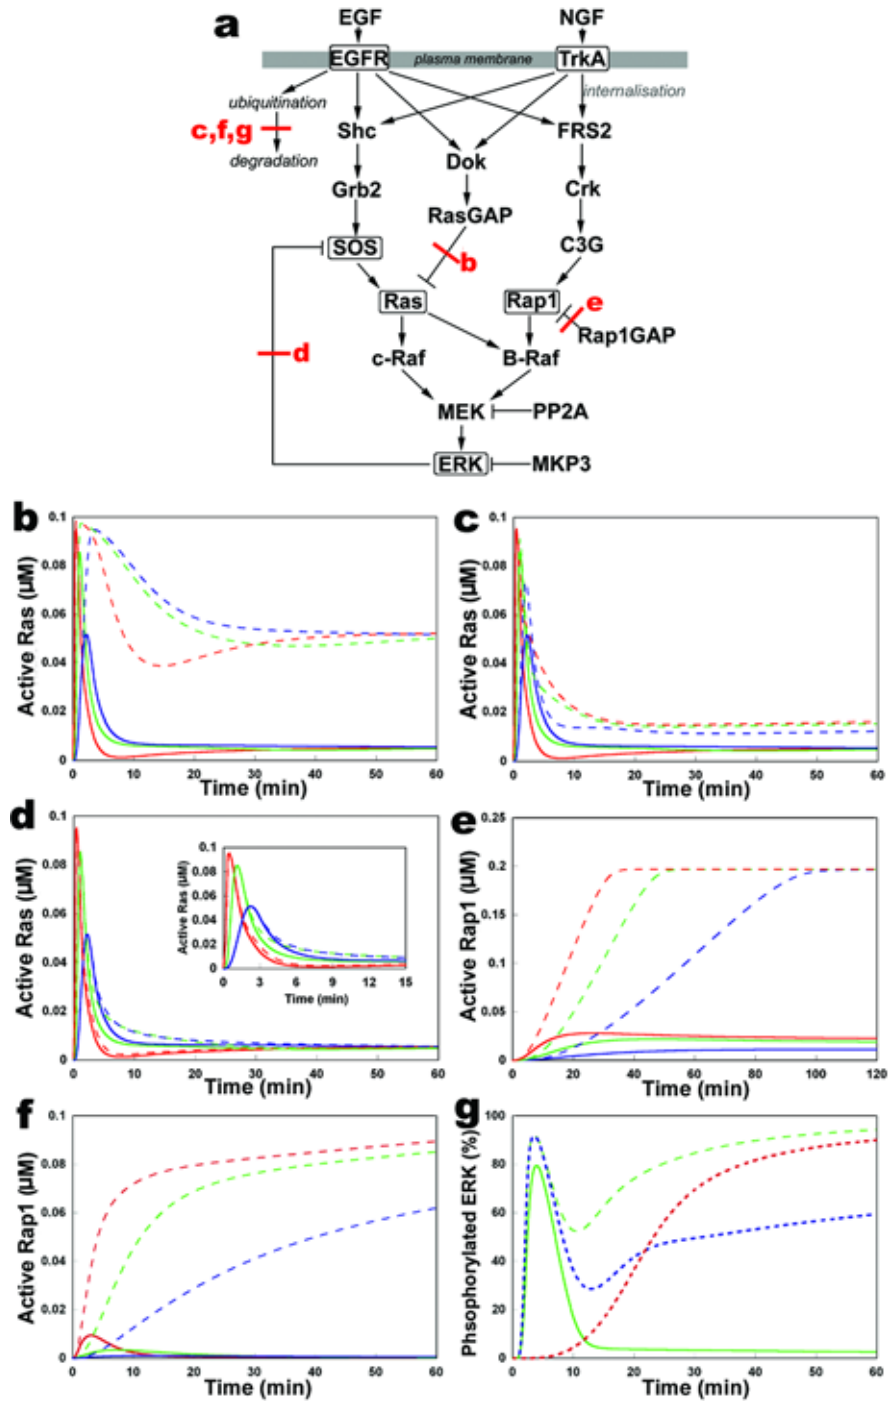 a
EGF NGF
EGFR plasma membrane TrkA
ubiquitination internalisation
c,f,g Shc FRS2
degradation Dok
Grb2 Crk
RasGAP
SOS b C3G
Ras Rap1 e
Rap1GAP
d c-Raf B-Raf
MEK PP2A
ERK MKP3
b
Active Ras (µM)
0.1
0.08
0.06
0.04
0.02
0
0 10 20 30 40 50 60
Time (min)
c
Active Ras (µM)
0.1
0.08
0.06
0.04
0.02
0
0 10 20 30 40 50 60
Time (min)
d
Active Ras (µM)
0.1
0.08
0.06
0.04
0.02
0
0 10 20 30 40 50 60
Time (min)
Active Ras (µM)
0.1
0.08
0.06
0.04
0.02
0
0 3 6 9 12 15
Time (min)
e
Active Rap1 (µM)
0.25
0.2
0.15
0.1
0.05
0
0 20 40 60 80 100 120
Time (min)
f
Active Rap1 (µM)
0.1
0.08
0.06
0.04
0.02
0
0 10 20 30 40 50 60
Time (min)
g
Phsophorylated ERK (%)
100
80
60
40
20
0
0 10 20 30 40 50 60
Time (min)